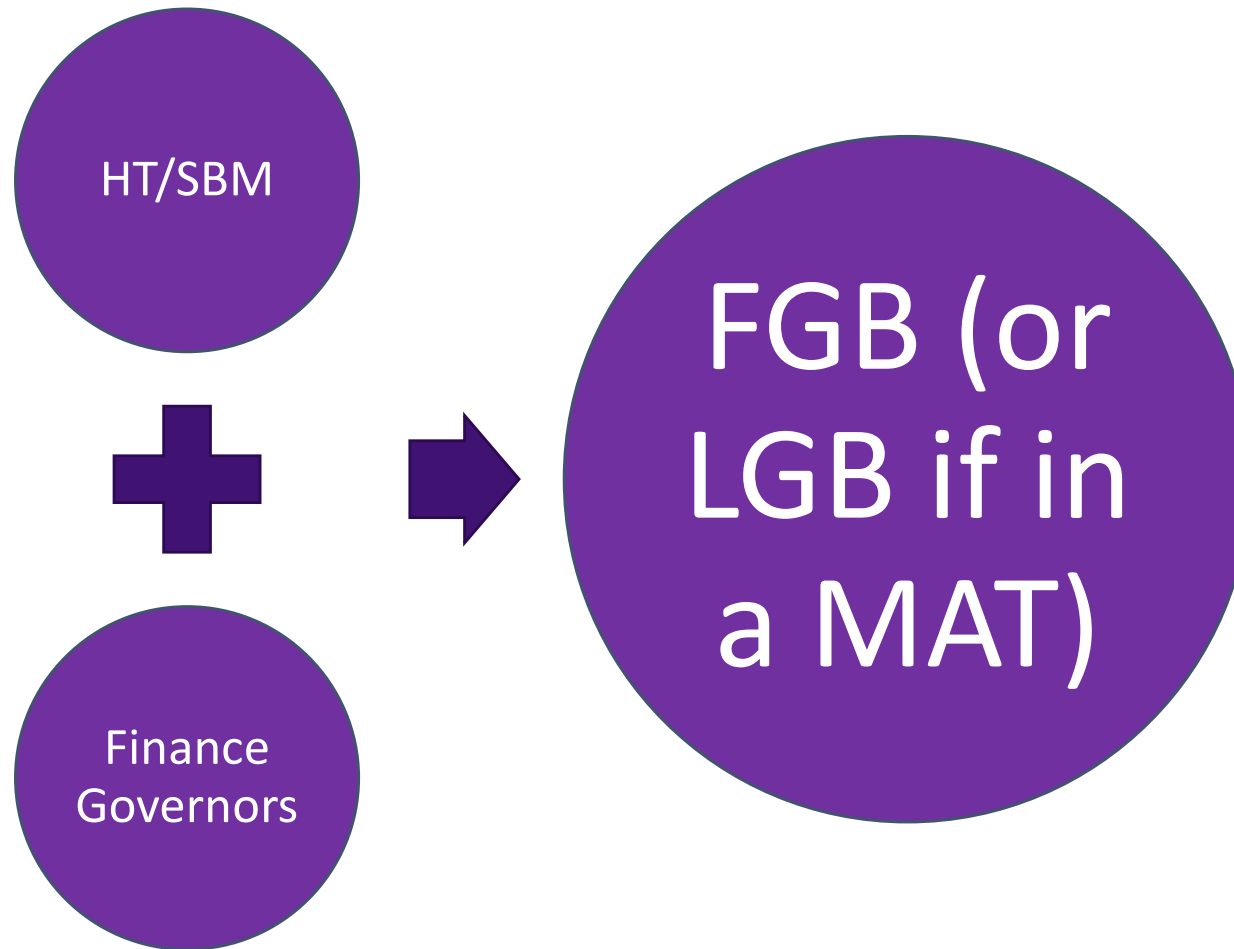 HT/SBM
Finance
Governors
FGB (or
LGB if in
a MAT)